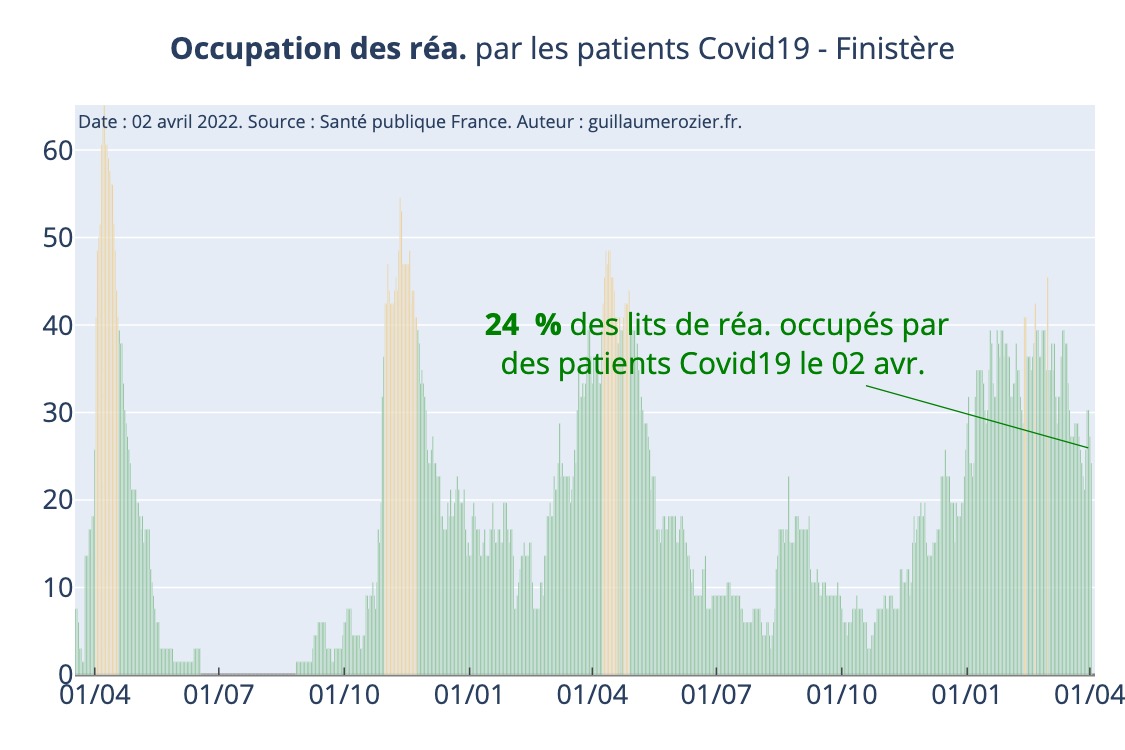 Occupation des réa. par les patients Covid19 - Finistère
Date : 02 avril 2022. Source : Santé publique France. Auteur : guillaumerozier.fr.
60
50
40
30
20
10
0
24 % des lits de réa. occupés par
des patients Covid19 le 02 avr.
01/04 01/07 01/10 01/01 01/04 01/07 01/10 01/01 01/04